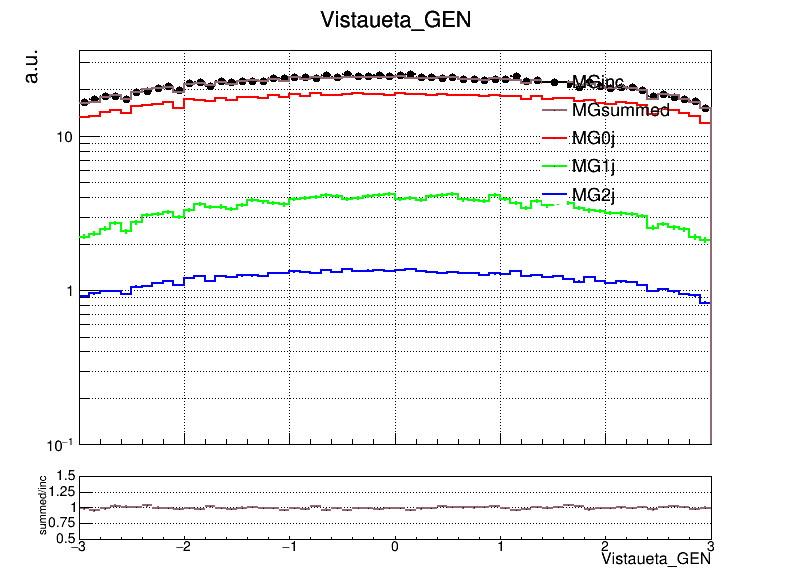 Vistaueta_GEN
a.u.
MGinc
MGsummed
MG0j
MG1j
MG2j
10
1
10⁻¹
summed/inc
1.5
1.25
1
0.75
0.5
−3 −2 −1 0 1 2 3
Vistaueta_GEN